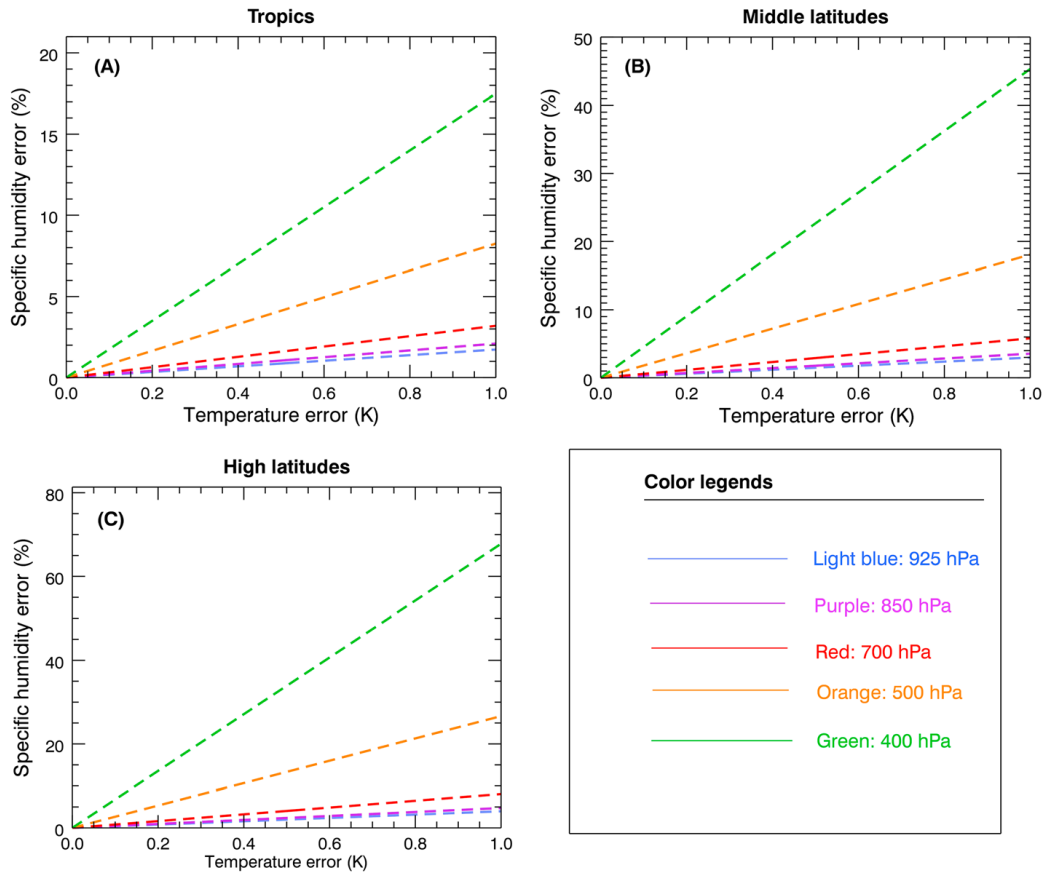 Tropics
(A)
20
15
10
5
0
0.0 0.2 0.4 0.6 0.8 1.0
Specific humidity error (%)
Temperature error (K)
Middle latitudes
(B)
50
40
30
20
10
0
0.0 0.2 0.4 0.6 0.8 1.0
Specific humidity error (%)
Temperature error (K)
High latitudes
(C)
80
60
40
20
0
0.0 0.2 0.4 0.6 0.8 1.0
Specific humidity error (%)
Temperature error (K)
Color legends
Light blue: 925 hPa
Purple: 850 hPa
Red: 700 hPa
Orange: 500 hPa
Green: 400 hPa